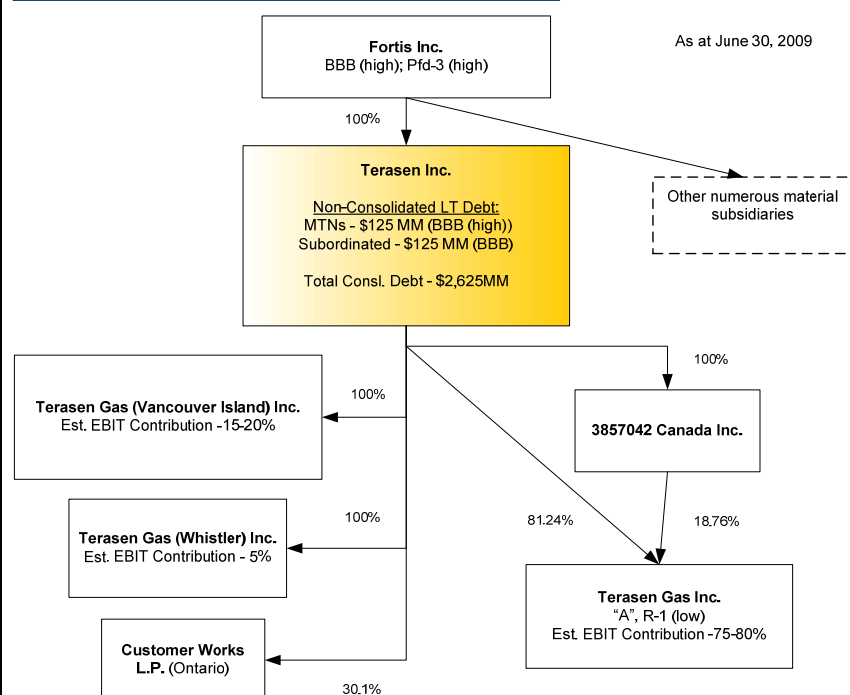 Fortis Inc.
BBB (high); Pfd-3 (high)
As at June 30, 2009
100%
Terasen Inc.
Non-Consolidated LT Debt:
MTNs - $125 MM (BBB (high))
Subordinated - $125 MM (BBB)
Total Consl. Debt - $2,625MM
Other numerous material
subsidiaries
100%
100%
Terasen Gas (Vancouver Island) Inc.
Est. EBIT Contribution -15-20%
3857042 Canada Inc.
100%
Terasen Gas (Whistler) Inc.
Est. EBIT Contribution - 5%
81.24%
18.76%
Terasen Gas Inc.
“A”, R-1 (low)
Est. EBIT Contribution -75-80%
Customer Works
L.P. (Ontario)
30.1%